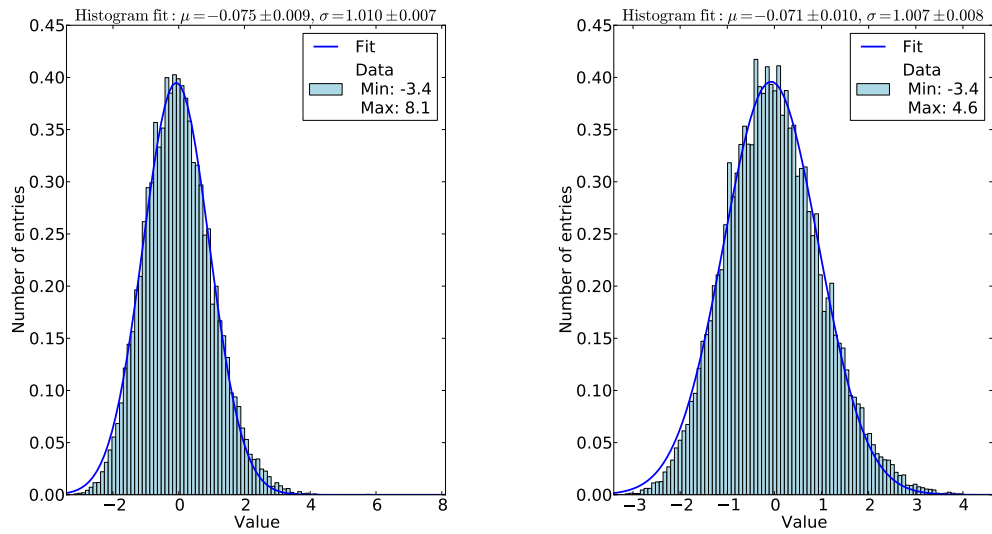 Histogram fit : μ = −0.075 ± 0.009, σ = 1.010 ± 0.007
0.45
0.40
0.35
0.30
0.25
0.20
0.15
0.10
0.05
0.00
Number of entries
−2
0
2
4
6
8
Value
Fit
Data
Min: -3.4
Max: 8.1
Histogram fit : μ = −0.071 ± 0.010, σ = 1.007 ± 0.008
0.45
0.40
0.35
0.30
0.25
0.20
0.15
0.10
0.05
0.00
Number of entries
−3
−2
−1
0
1
2
3
4
Value
Fit
Data
Min: -3.4
Max: 4.6